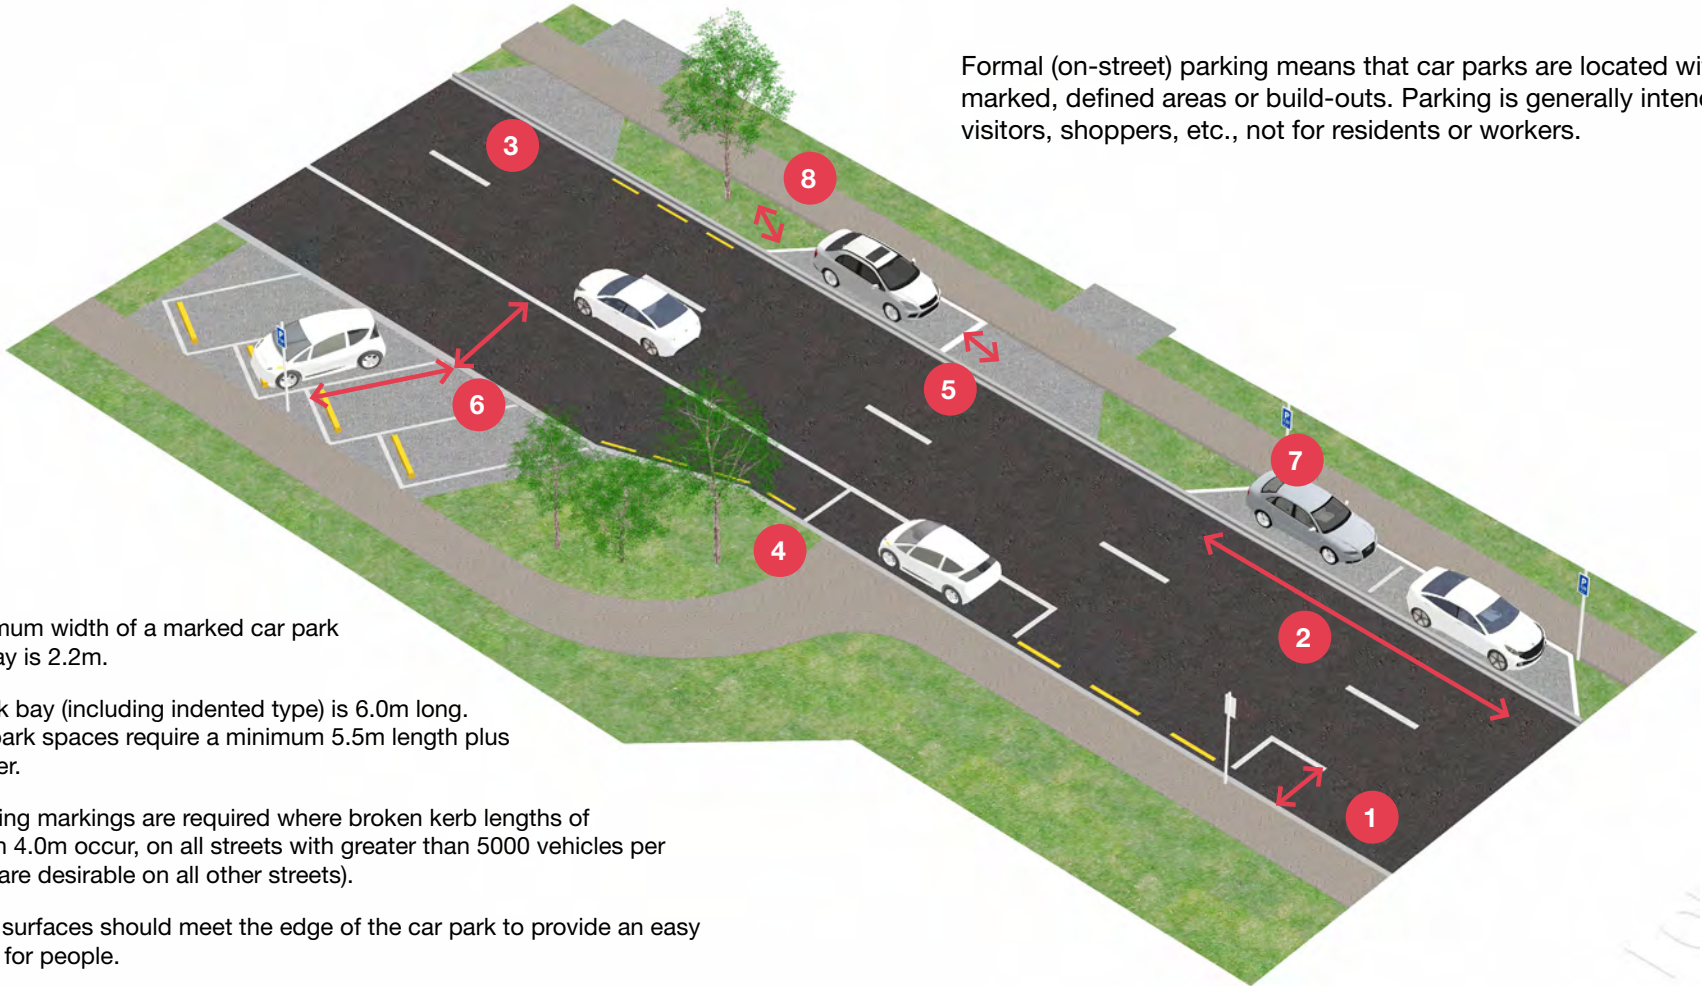 Formal (on-street) parking means that car parks are located wi
marked, defined areas or build-outs. Parking is generally inten
visitors, shoppers, etc., not for residents or workers.
3
8
5
6
7
4
2
1
mum width of a marked car park
ay is 2.2m.
k bay (including indented type) is 6.0m long.
park spaces require a minimum 5.5m length plus
er.
ing markings are required where broken kerb lengths of
n 4.0m occur, on all streets with greater than 5000 vehicles per
are desirable on all other streets).
surfaces should meet the edge of the car park to provide an easy
for people.
P
P
P